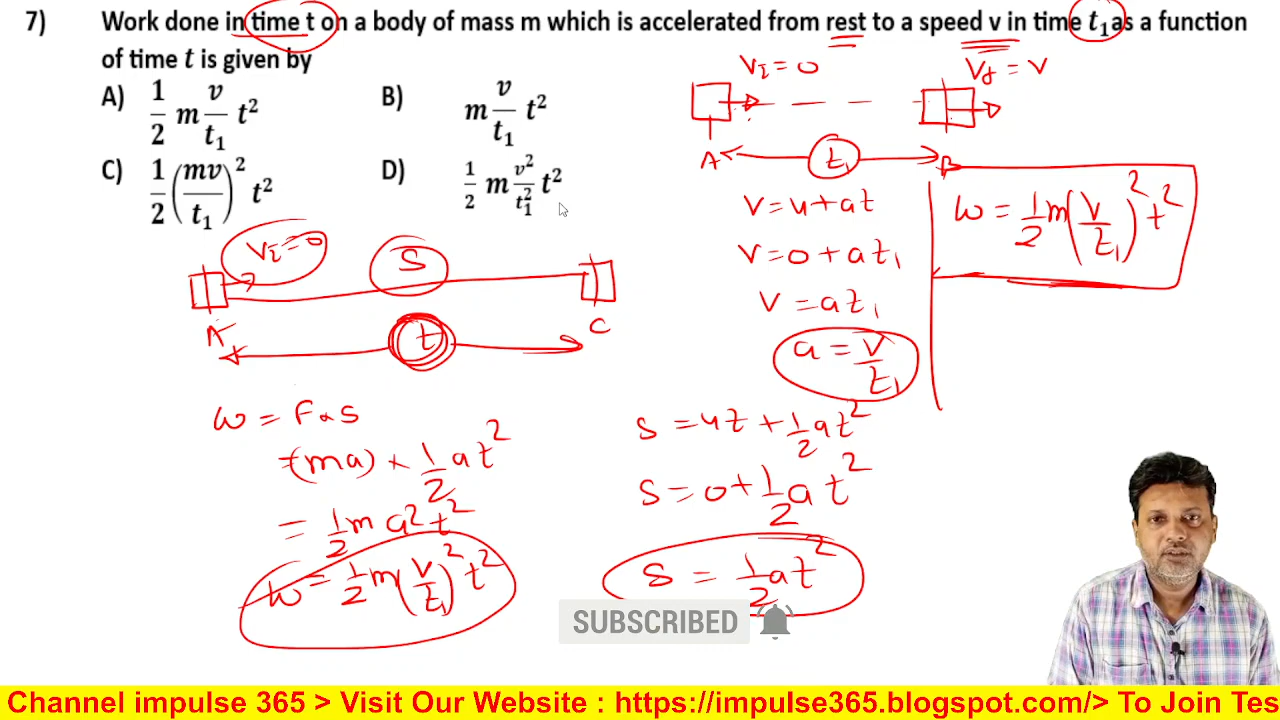 7) Work done in time t on a body of mass m which is accelerated from rest to a speed v in time t₁ as a function
of time t is given by
A) 1/2 m v/t₁ t²
B) m v/t₁ t²
C) 1/2 (mv/t₁)² t²
D) 1/2 m v²/t₁² t²
V_I = 0
V_f = V
A t₁ B
V = u + at
V = 0 + at₁
V = at₁
a = V/t₁
W = 1/2 m (V/t₁)² t²
V_I = 0
S
A t C
W = F × S
= (ma) × 1/2 at²
= 1/2 m a² t²
W = 1/2 m (V/t₁)² t²
S = ut + 1/2 at²
S = 0 + 1/2 a t²
S = 1/2 at²
SUBSCRIBED
Channel impulse 365 > Visit Our Website : https://impulse365.blogspot.com/> To Join Tes